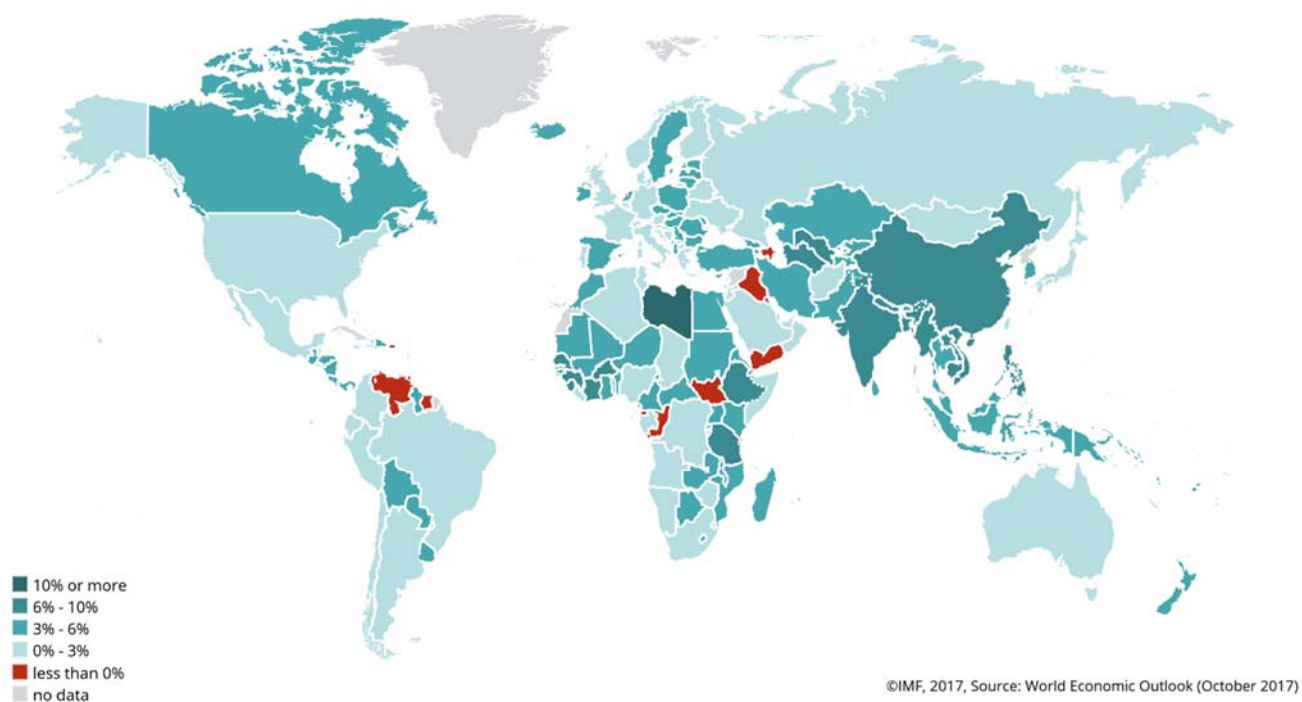 10% or more
6% - 10%
3% - 6%
0% - 3%
less than 0%
no data
©IMF, 2017, Source: World Economic Outlook (October 2017)